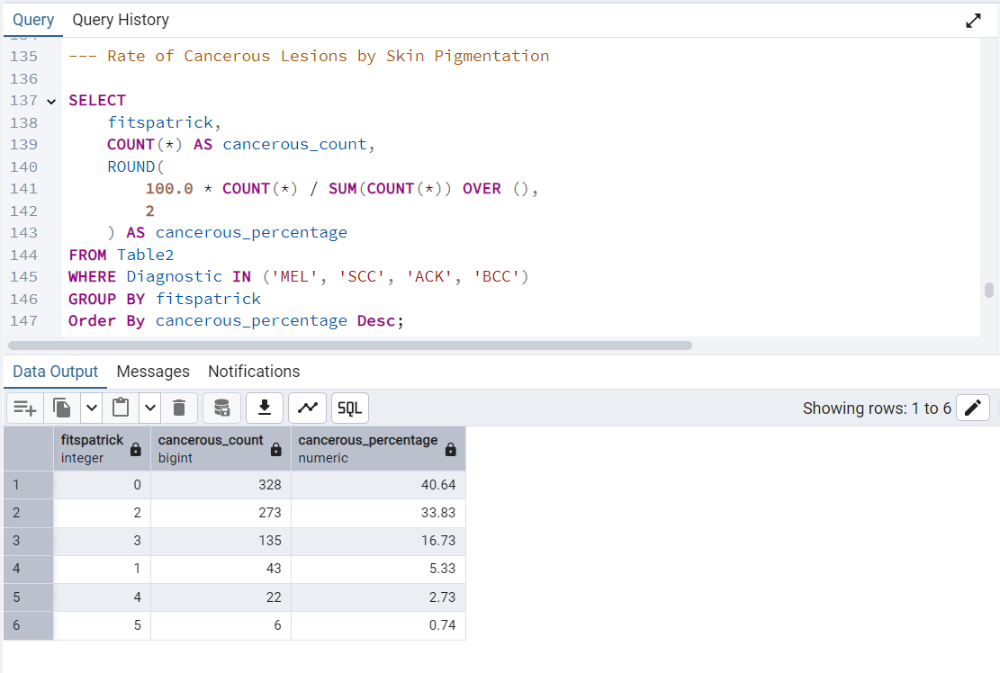 Query Query History
135 --- Rate of Cancerous Lesions by Skin Pigmentation
136
137 SELECT
138 fitspatrick,
139 COUNT(*) AS cancerous_count,
140 ROUND(
141 100.0 * COUNT(*) / SUM(COUNT(*)) OVER (),
142 2
143 ) AS cancerous_percentage
144 FROM Table2
145 WHERE Diagnostic IN ('MEL', 'SCC', 'ACK', 'BCC')
146 GROUP BY fitspatrick
147 Order By cancerous_percentage Desc;
Data Output Messages Notifications
SQL Showing rows: 1 to 6
fitspatrick cancerous_count cancerous_percentage
integer bigint numeric
1 0 328 40.64
2 2 273 33.83
3 3 135 16.73
4 1 43 5.33
5 4 22 2.73
6 5 6 0.74